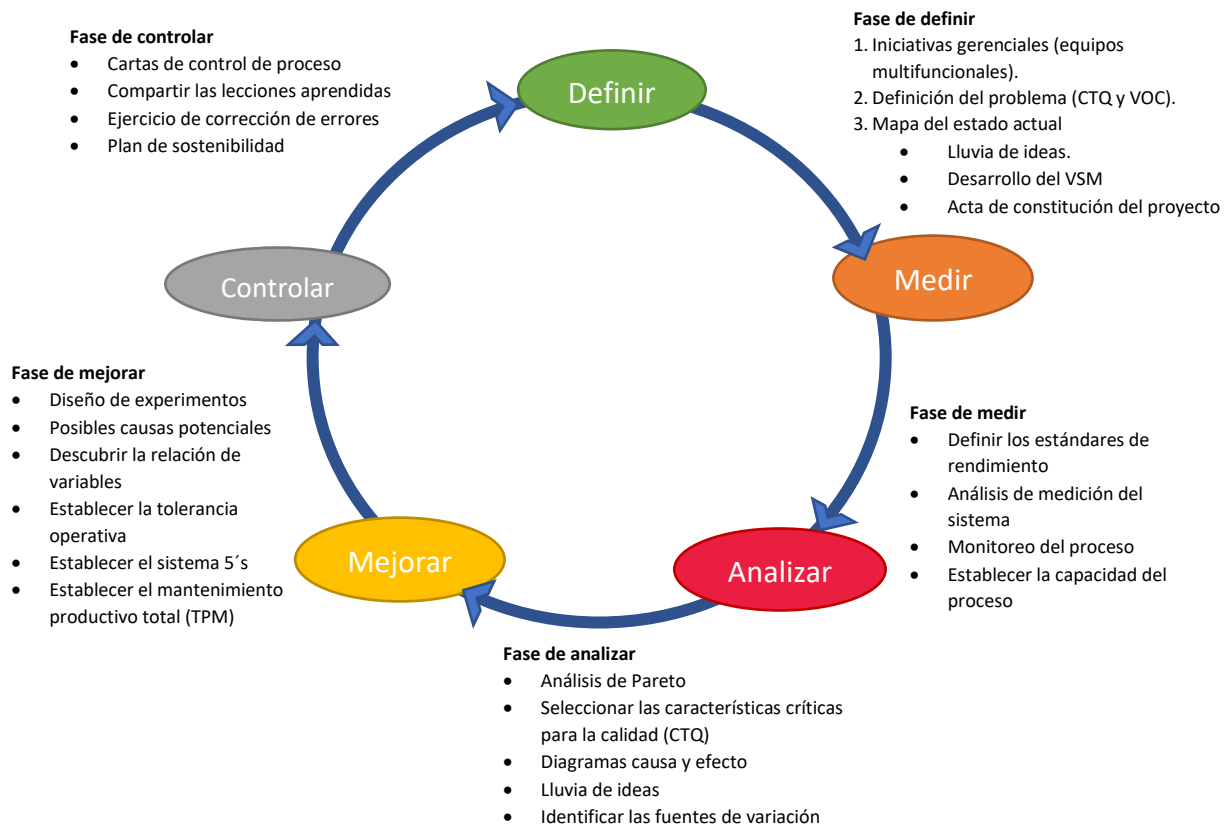 Fase de controlar
• Cartas de control de proceso
• Compartir las lecciones aprendidas
• Ejercicio de corrección de errores
• Plan de sostenibilidad
Definir
Fase de definir
1. Iniciativas gerenciales (equipos
multifuncionales).
2. Definición del problema (CTQ y VOC).
3. Mapa del estado actual
• Lluvia de ideas.
• Desarrollo del VSM
• Acta de constitución del proyecto
Controlar
Medir
Fase de mejorar
• Diseño de experimentos
• Posibles causas potenciales
• Descubrir la relación de
variables
• Establecer la tolerancia
operativa
• Establecer el sistema 5´s
• Establecer el mantenimiento
productivo total (TPM)
Mejorar
Analizar
Fase de medir
• Definir los estándares de
rendimiento
• Análisis de medición del
sistema
• Monitoreo del proceso
• Establecer la capacidad del
proceso
Fase de analizar
• Análisis de Pareto
• Seleccionar las características críticas
para la calidad (CTQ)
• Diagramas causa y efecto
• Lluvia de ideas
• Identificar las fuentes de variación